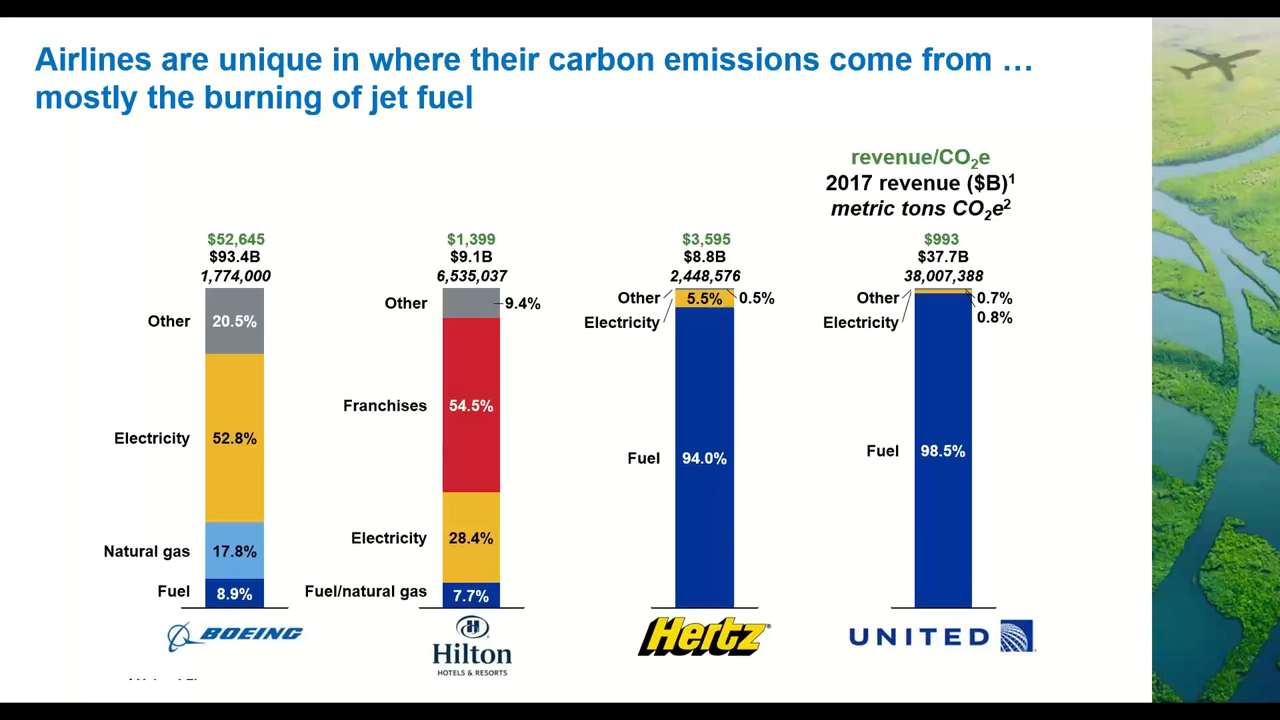 Airlines are unique in where their carbon emissions come from …
mostly the burning of jet fuel
revenue/CO₂e
2017 revenue ($B)¹
metric tons CO₂e²
$52,645
$93.4B
1,774,000
Other 20.5%
Electricity 52.8%
Natural gas 17.8%
Fuel 8.9%
BOEING
$1,399
$9.1B
6,535,037
Other 9.4%
Franchises 54.5%
Electricity 28.4%
Fuel/natural gas 7.7%
Hilton
HOTELS & RESORTS
$3,595
$8.8B
2,448,576
Other 5.5% 0.5%
Electricity
Fuel 94.0%
Hertz®
$993
$37.7B
38,007,388
Other 0.7%
Electricity 0.8%
Fuel 98.5%
UNITED